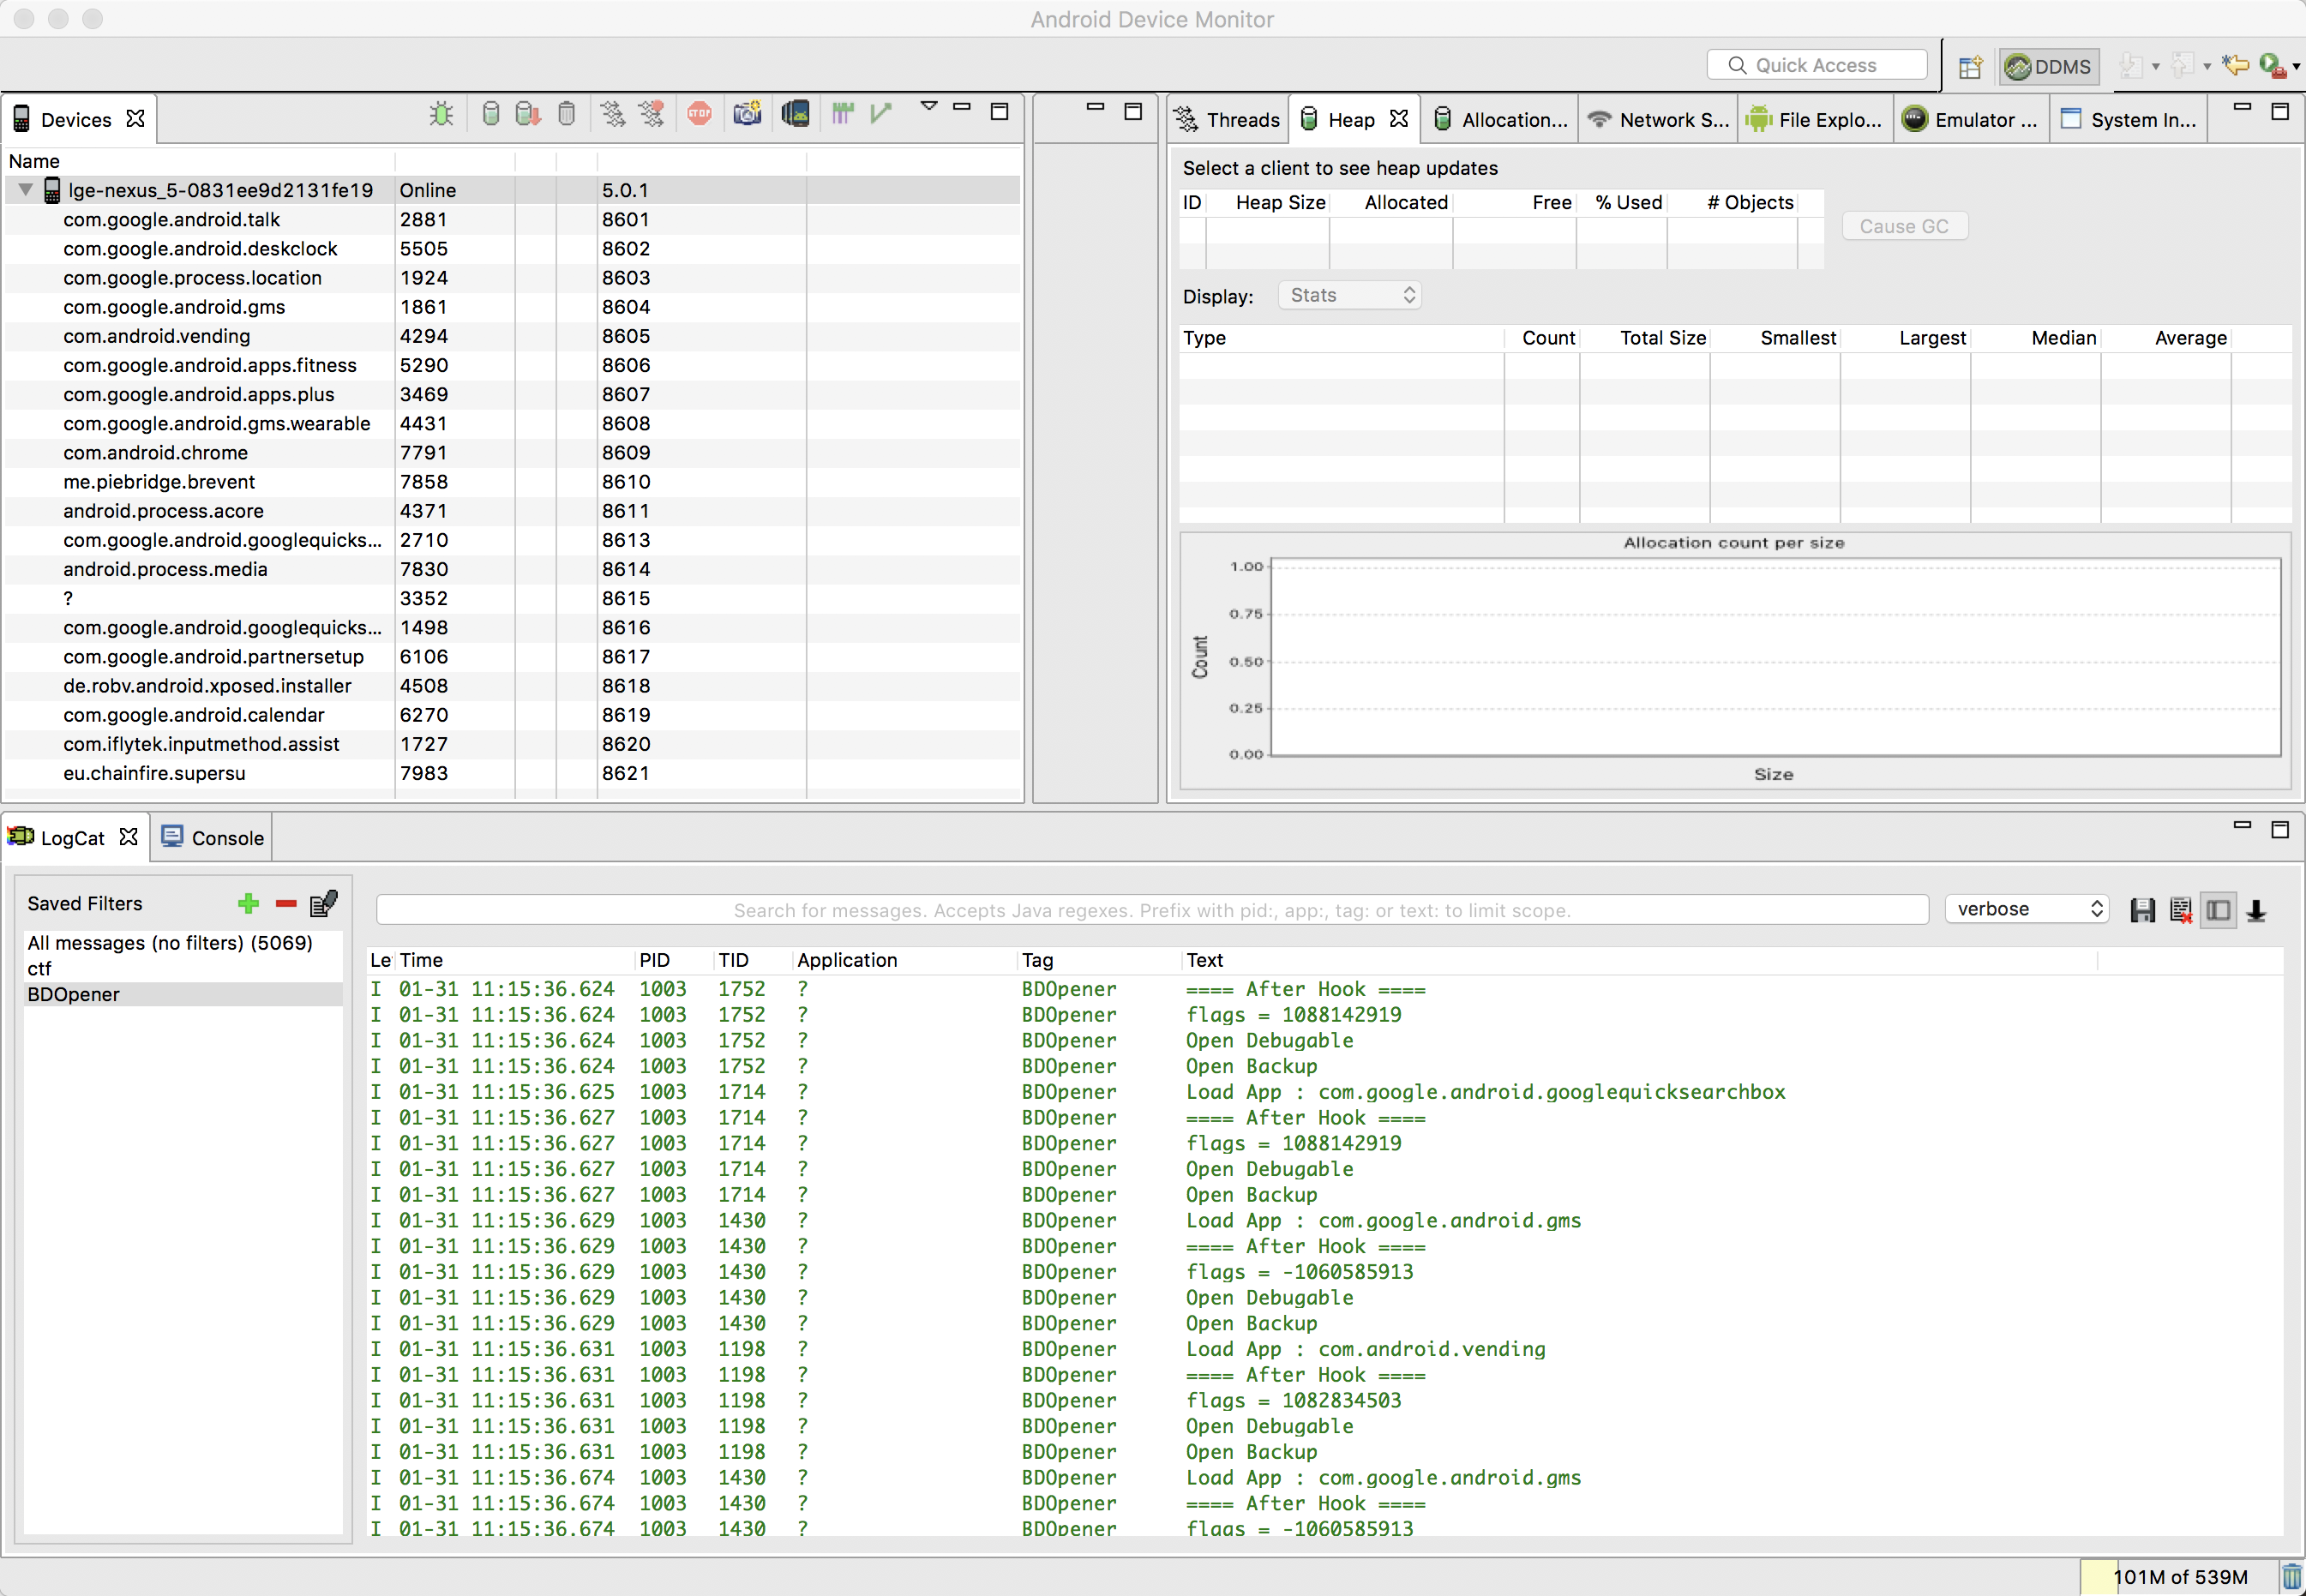 Android Device Monitor
Quick Access
DDMS
Devices
Name
lge-nexus_5-0831ee9d2131fe19 Online 5.0.1
com.google.android.talk 2881 8601
com.google.android.deskclock 5505 8602
com.google.process.location 1924 8603
com.google.android.gms 1861 8604
com.android.vending 4294 8605
com.google.android.apps.fitness 5290 8606
com.google.android.apps.plus 3469 8607
com.google.android.gms.wearable 4431 8608
com.android.chrome 7791 8609
me.piebridge.brevent 7858 8610
android.process.acore 4371 8611
com.google.android.googlequicks... 2710 8613
android.process.media 7830 8614
? 3352 8615
com.google.android.googlequicks... 1498 8616
com.google.android.partnersetup 6106 8617
de.robv.android.xposed.installer 4508 8618
com.google.android.calendar 6270 8619
com.iflytek.inputmethod.assist 1727 8620
eu.chainfire.supersu 7983 8621
Threads Heap Allocation... Network S... File Explo... Emulator ... System In...
Select a client to see heap updates
ID Heap Size Allocated Free % Used # Objects
Cause GC
Display: Stats
Type Count Total Size Smallest Largest Median Average
Allocation count per size
1.00
0.75
0.50
0.25
0.00
Count
Size
LogCat Console
Saved Filters
All messages (no filters) (5069)
ctf
BDOpener
Search for messages. Accepts Java regexes. Prefix with pid:, app:, tag: or text: to limit scope.
verbose
Le Time PID TID Application Tag Text
I 01-31 11:15:36.624 1003 1752 ? BDOpener ==== After Hook ====
I 01-31 11:15:36.624 1003 1752 ? BDOpener flags = 1088142919
I 01-31 11:15:36.624 1003 1752 ? BDOpener Open Debugable
I 01-31 11:15:36.624 1003 1752 ? BDOpener Open Backup
I 01-31 11:15:36.625 1003 1714 ? BDOpener Load App : com.google.android.googlequicksearchbox
I 01-31 11:15:36.627 1003 1714 ? BDOpener ==== After Hook ====
I 01-31 11:15:36.627 1003 1714 ? BDOpener flags = 1088142919
I 01-31 11:15:36.627 1003 1714 ? BDOpener Open Debugable
I 01-31 11:15:36.627 1003 1714 ? BDOpener Open Backup
I 01-31 11:15:36.629 1003 1430 ? BDOpener Load App : com.google.android.gms
I 01-31 11:15:36.629 1003 1430 ? BDOpener ==== After Hook ====
I 01-31 11:15:36.629 1003 1430 ? BDOpener flags = -1060585913
I 01-31 11:15:36.629 1003 1430 ? BDOpener Open Debugable
I 01-31 11:15:36.629 1003 1430 ? BDOpener Open Backup
I 01-31 11:15:36.631 1003 1198 ? BDOpener Load App : com.android.vending
I 01-31 11:15:36.631 1003 1198 ? BDOpener ==== After Hook ====
I 01-31 11:15:36.631 1003 1198 ? BDOpener flags = 1082834503
I 01-31 11:15:36.631 1003 1198 ? BDOpener Open Debugable
I 01-31 11:15:36.631 1003 1198 ? BDOpener Open Backup
I 01-31 11:15:36.674 1003 1430 ? BDOpener Load App : com.google.android.gms
I 01-31 11:15:36.674 1003 1430 ? BDOpener ==== After Hook ====
I 01-31 11:15:36.674 1003 1430 ? BDOpener flags = -1060585913
101M of 539M